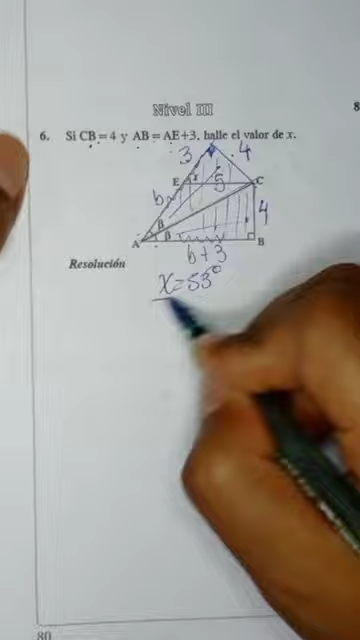 Nivel III
8
6. Si CB = 4 y AB = AE+3, halle el valor de x.
3
4
E
x
5
C
b
4
β
β
A
B
b + 3
Resolución
x = 53°
80